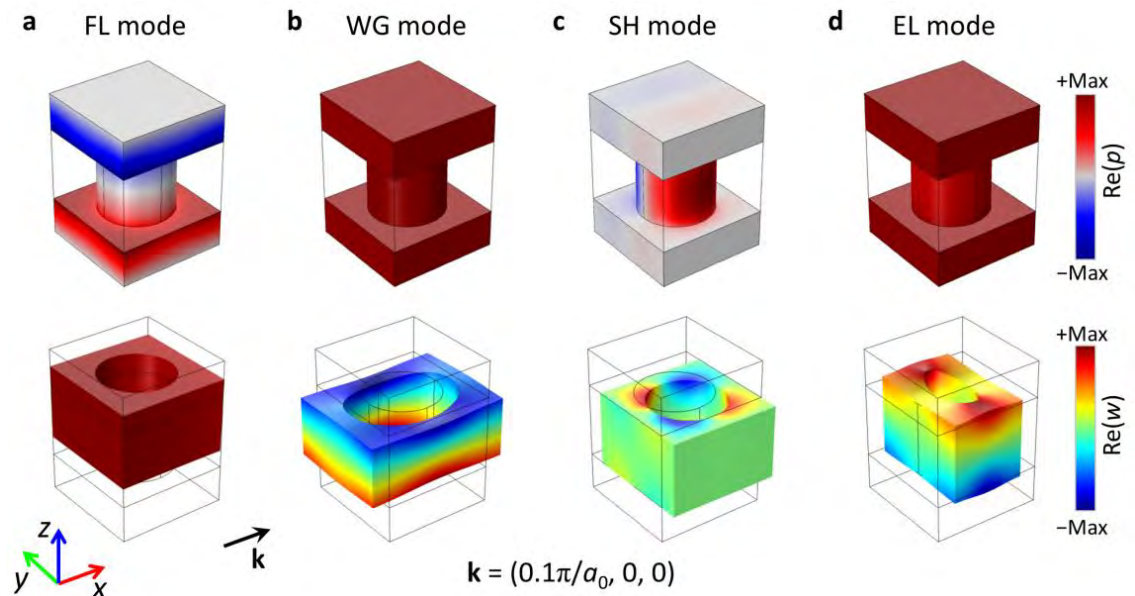 a FL mode
b WG mode
c SH mode
d EL mode
+Max
Re(p)
−Max
+Max
Re(w)
−Max
z
y
x
k
k = (0.1π/a₀, 0, 0)